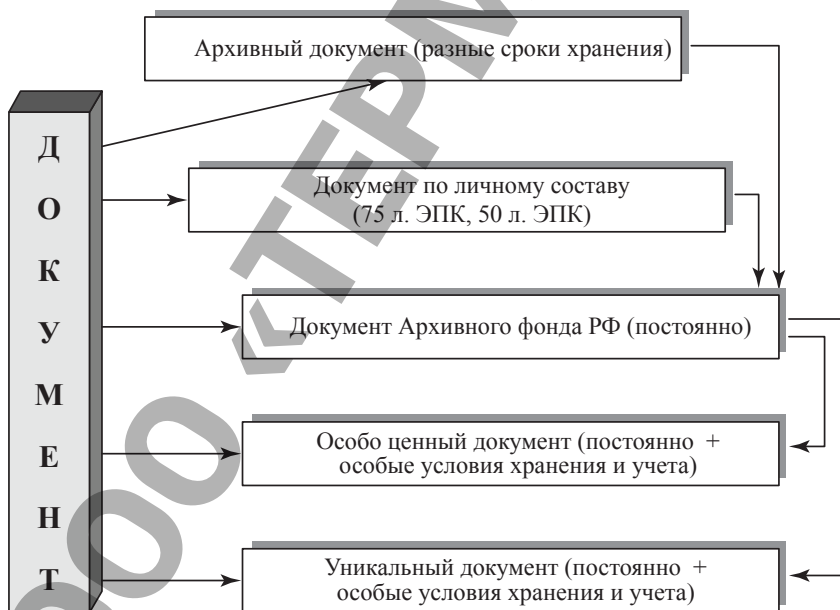 Архивный документ (разные сроки хранения)
ДОКУМЕНТ
Документ по личному составу
(75 л. ЭПК, 50 л. ЭПК)
Документ Архивного фонда РФ (постоянно)
Особо ценный документ (постоянно +
особые условия хранения и учета)
Уникальный документ (постоянно +
особые условия хранения и учета)